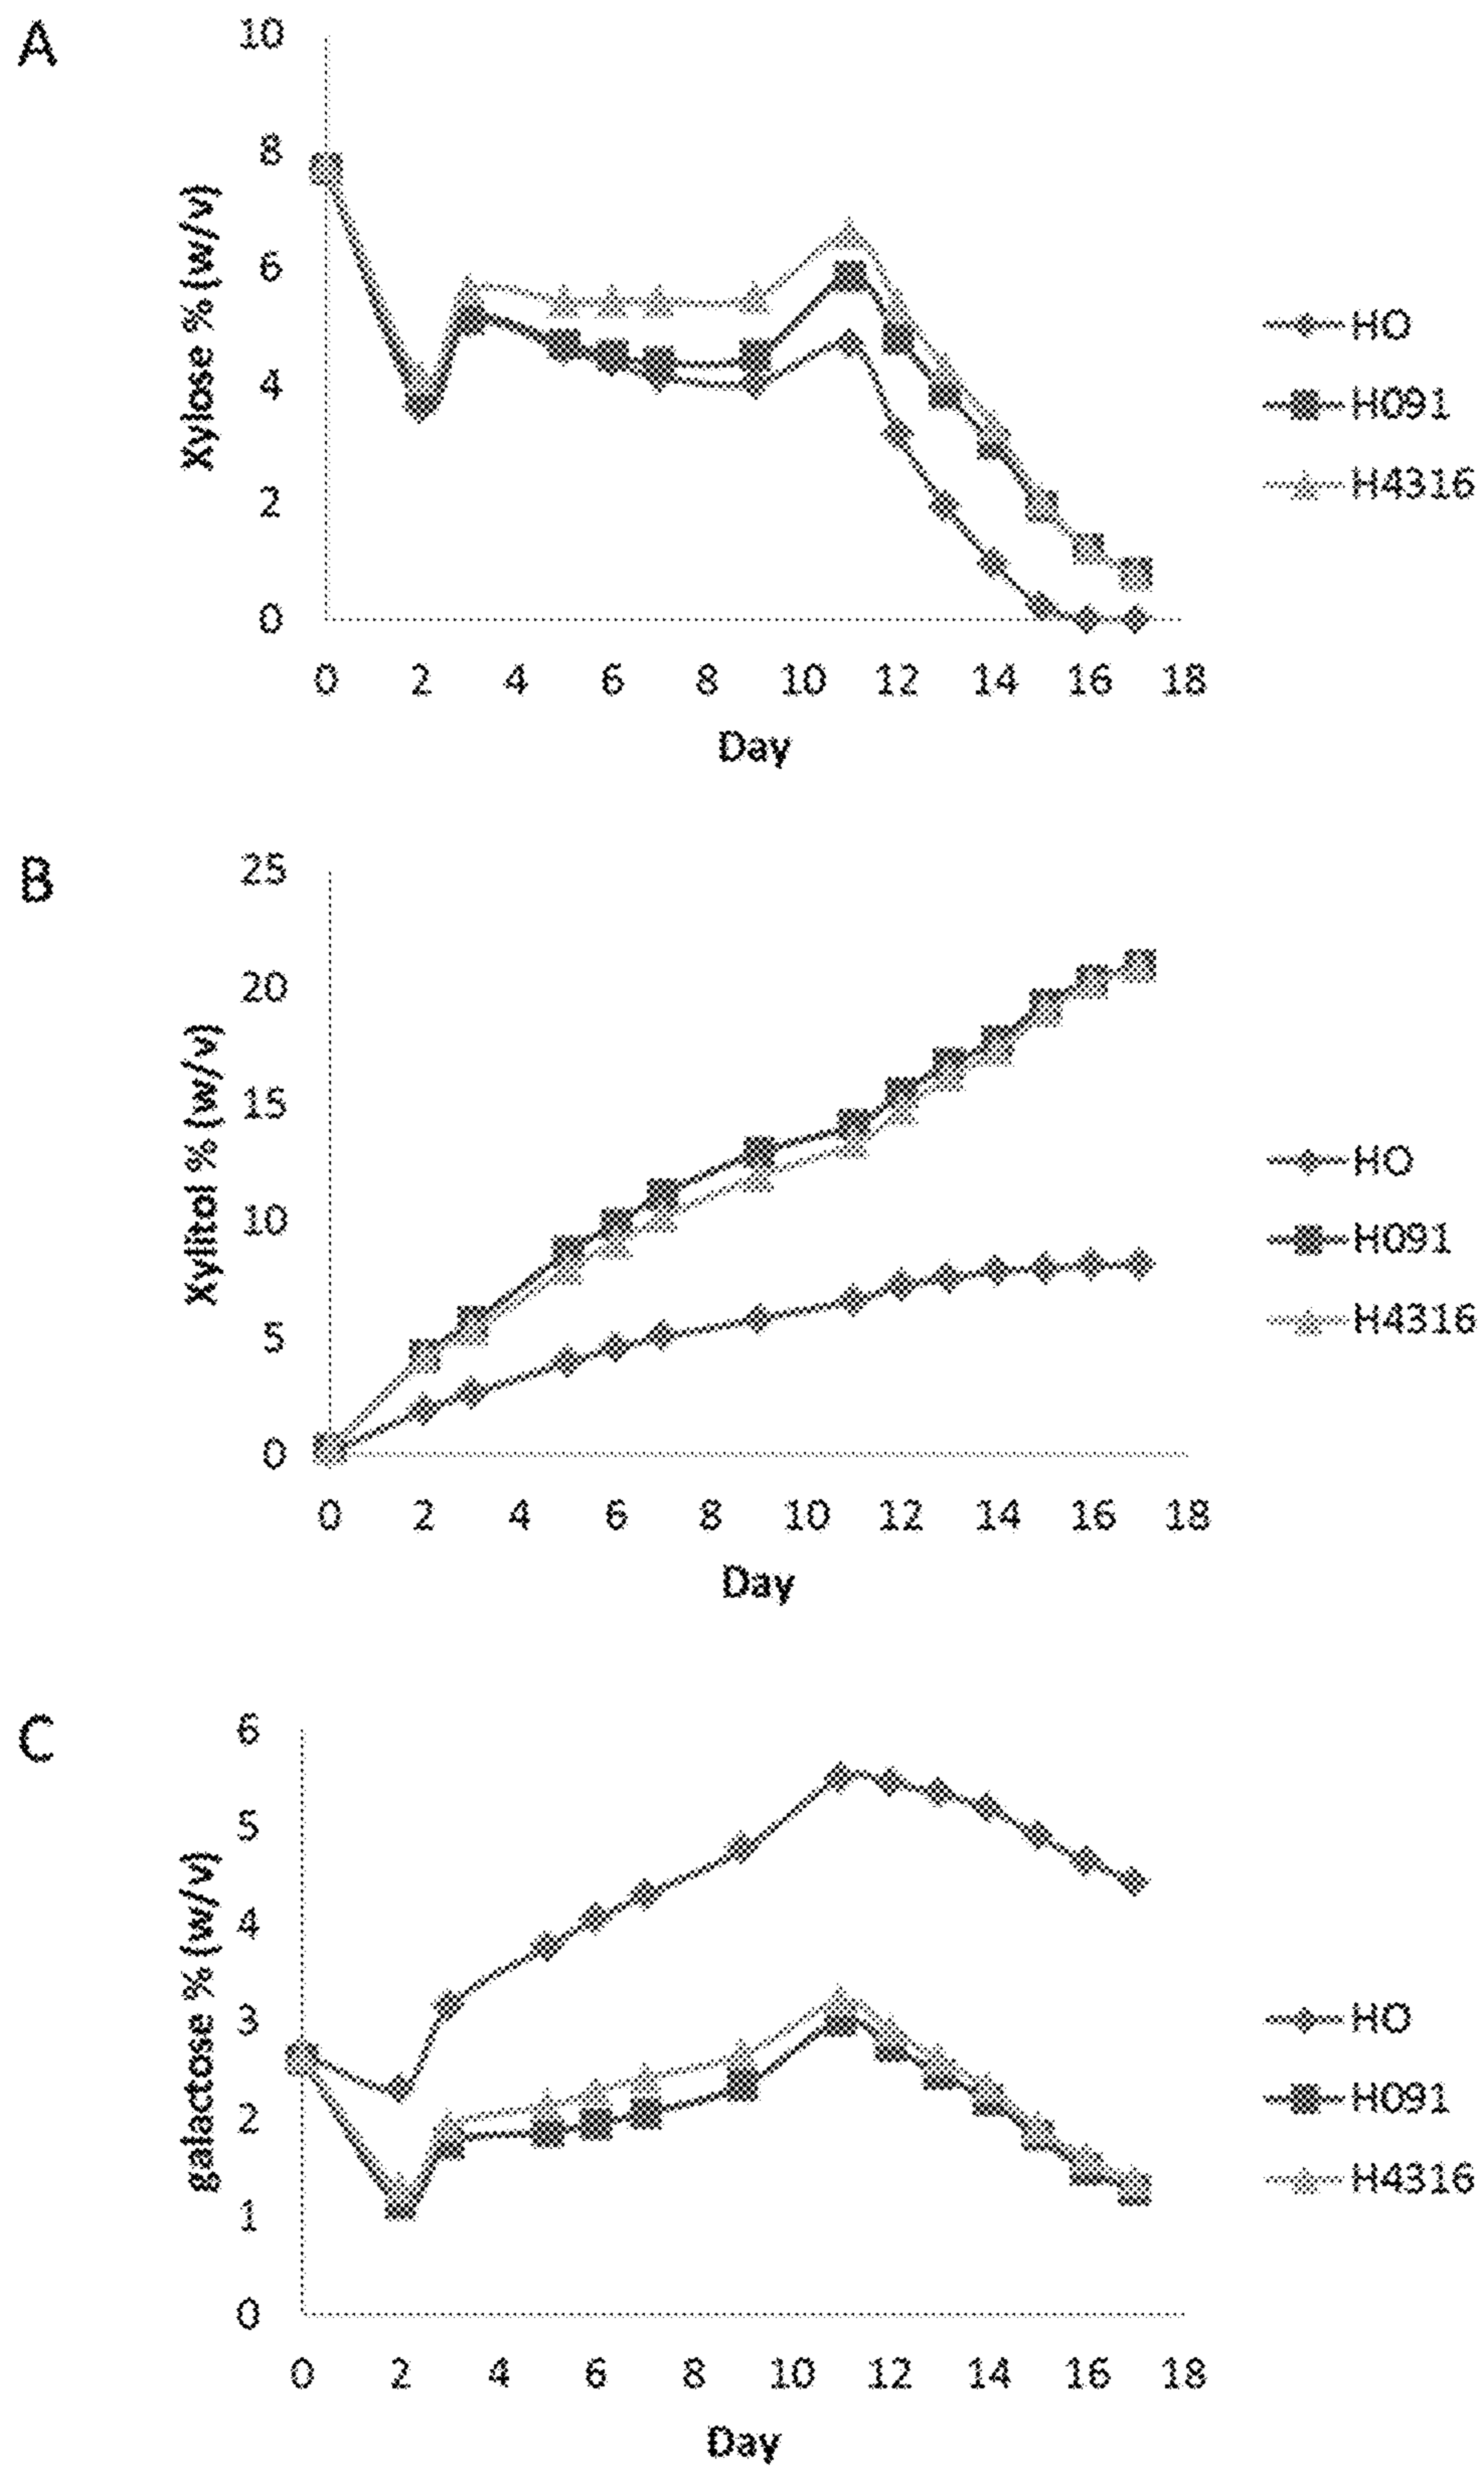 A
10
8
6
4
2
0
Xylose % (w/v)
0 2 4 6 8 10 12 14 16 18
Day
HO
H091
H4316
B
25
20
15
10
5
0
Xylitol % (w/v)
0 2 4 6 8 10 12 14 16 18
Day
HO
H091
H4316
C
6
5
4
3
2
1
0
galactose % (w/v)
0 2 4 6 8 10 12 14 16 18
Day
HO
H091
H4316